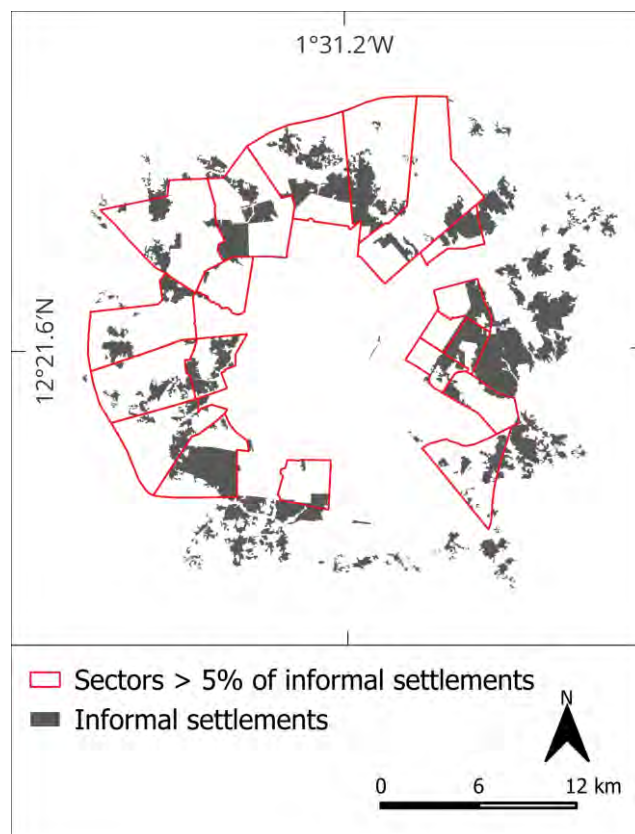 1°31.2′W
12°21.6′N
Sectors > 5% of informal settlements
Informal settlements
N
0 6 12 km